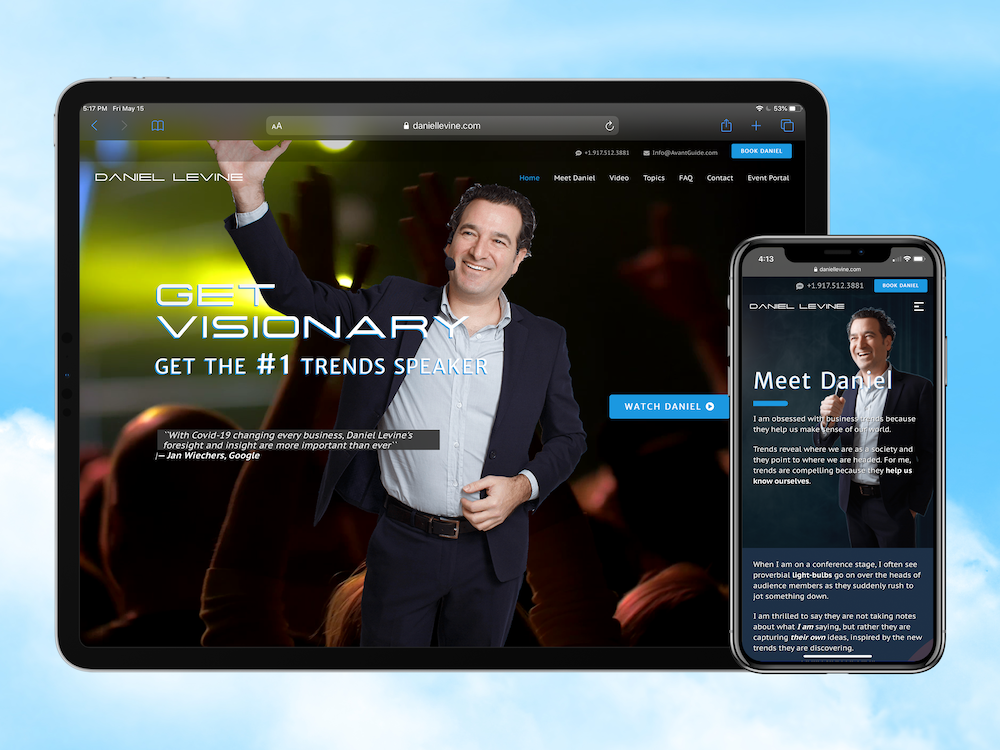 5:17 PM Fri May 15
53%
AA daniellevine.com
+1.917.512.3881 Info@AvantGuide.com BOOK DANIEL
DANIEL LEVINE
Home Meet Daniel Video Topics FAQ Contact Event Portal
GET
VISIONARY
GET THE #1 TRENDS SPEAKER
WATCH DANIEL
``With Covid-19 changing every business, Daniel Levine's
foresight and insight are more important than ever``
|— Jan Wiechers, Google
4:13
daniellevine.com
+1.917.512.3881 BOOK DANIEL
DANIEL LEVINE
Meet Daniel
I am obsessed with business trends because
they help us make sense of our world.
Trends reveal where we are as a society and
they point to where we are headed. For me,
trends are compelling because they help us
know ourselves.
When I am on a conference stage, I often see
proverbial light-bulbs go on over the heads of
audience members as they suddenly rush to
jot something down.
I am thrilled to say they are not taking notes
about what I am saying, but rather they are
capturing their own ideas, inspired by the new
trends they are discovering.